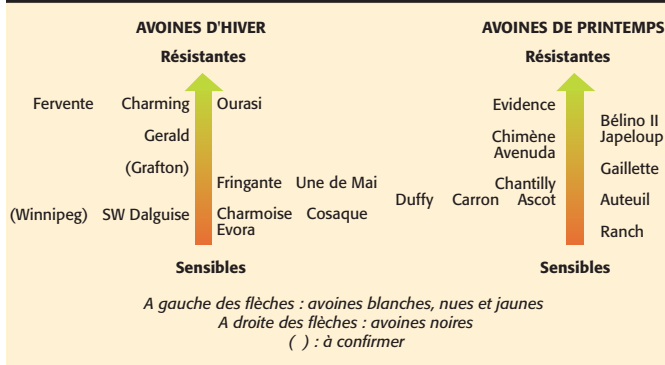 AVOINES D'HIVER AVOINES DE PRINTEMPS
Résistantes Résistantes
Fervente Charming Ourasi Evidence
Bélino II
Gerald Chimène Japeloup
Avenuda
(Grafton) Gaillette
Fringante Une de Mai Chantilly
Duffy Carron Ascot Auteuil
(Winnipeg) SW Dalguise Charmoise Cosaque
Evora Ranch
Sensibles Sensibles
A gauche des flèches : avoines blanches, nues et jaunes
A droite des flèches : avoines noires
( ) : à confirmer